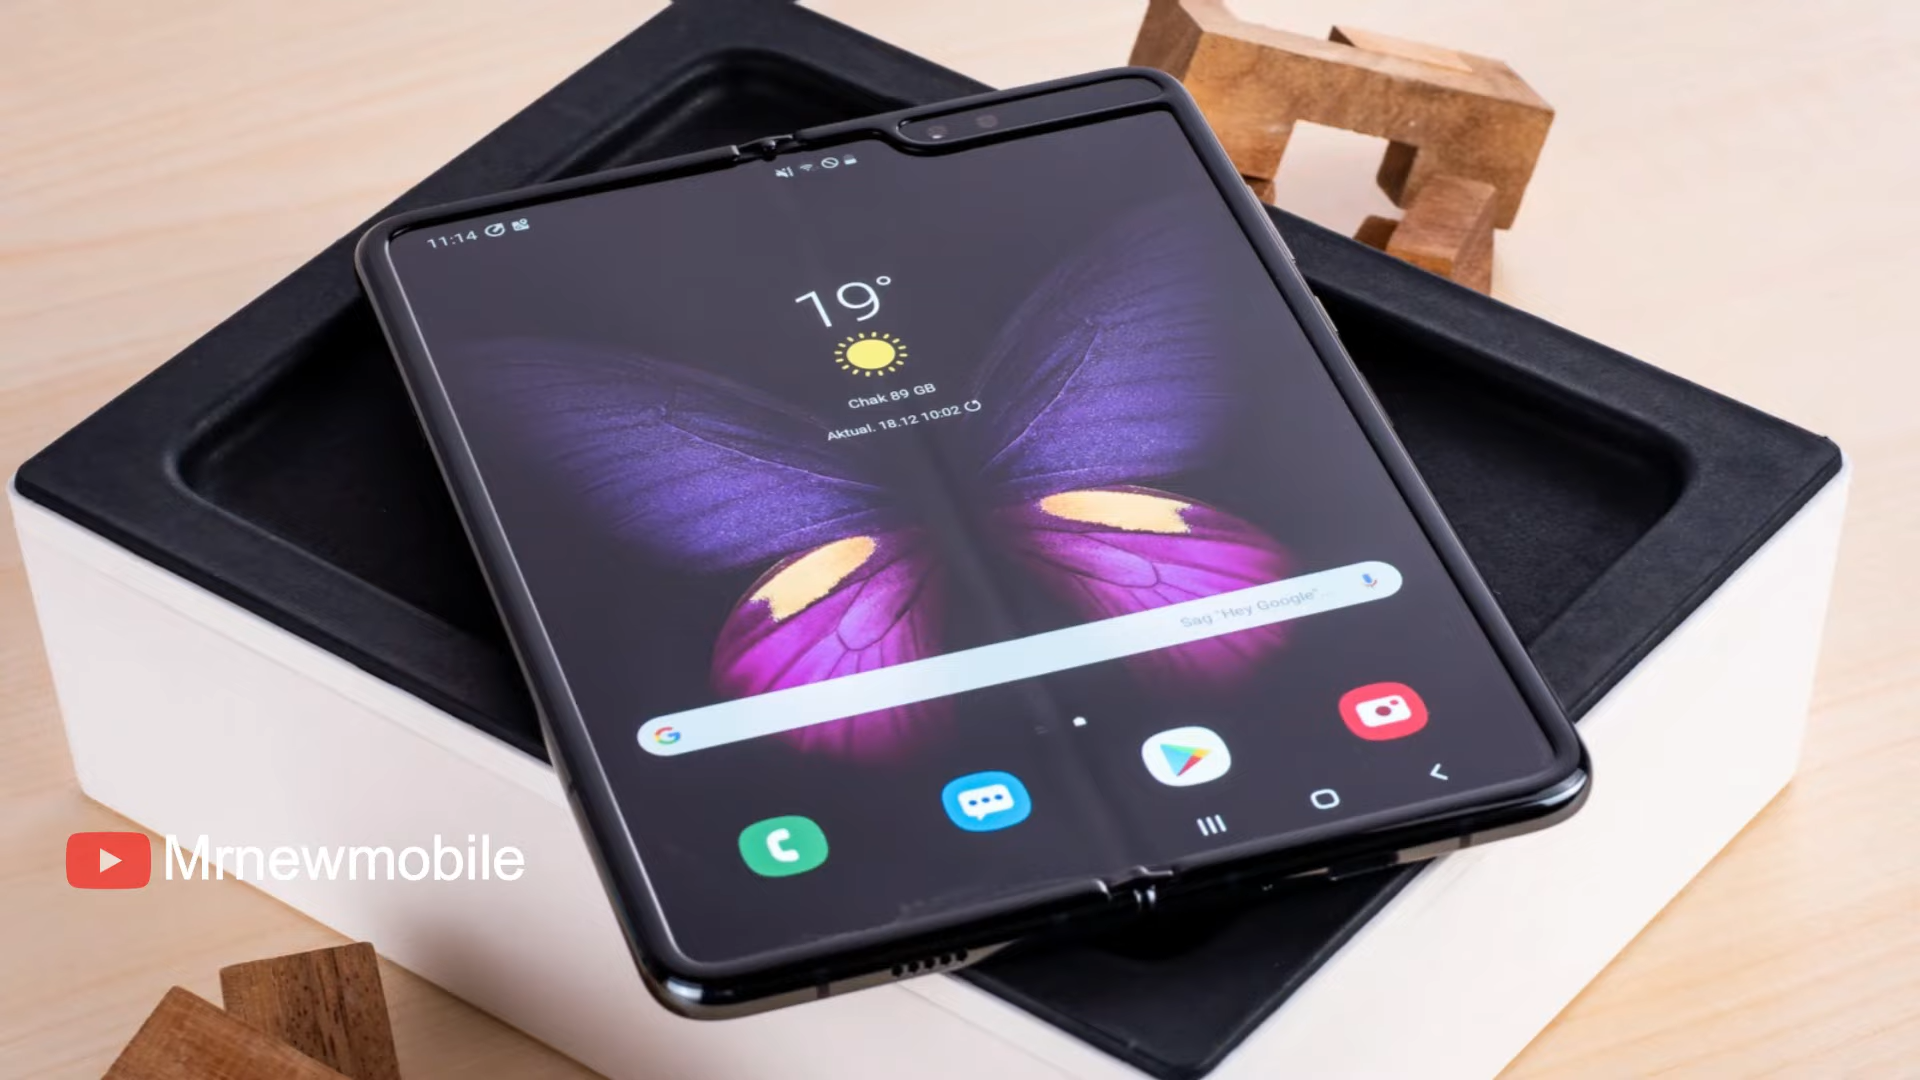 11:14
19°
Chak 89 GB
Aktual. 18.12 10:02
Sag "Hey Google"...
Mrnewmobile